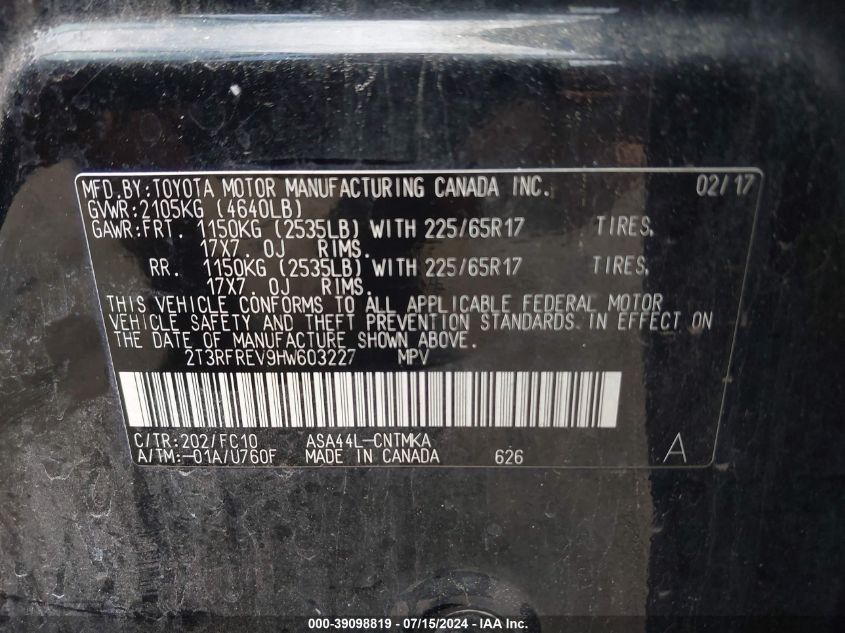 MFD.BY:TOYOTA MOTOR MANUFACTURING CANADA INC. 02/17
GVWR:2105KG (4640LB)
GAWR:FRT. 1150KG (2535LB) WITH 225/65R17 TIRES,
17X7.0J RIMS.
RR. 1150KG (2535LB) WITH 225/65R17 TIRES,
17X7.0J RIMS.
THIS VEHICLE CONFORMS TO ALL APPLICABLE FEDERAL MOTOR
VEHICLE SAFETY AND THEFT PREVENTION STANDARDS IN EFFECT ON
THE DATE OF MANUFACTURE SHOWN ABOVE.
2T3RFREV9HW603227 MPV
C/TR:202/FC10 ASA44L-CNTMKA
A/TM:-01A/U760F MADE IN CANADA 626 A
000-39098819 / 07/15/2024 - IAA Inc.